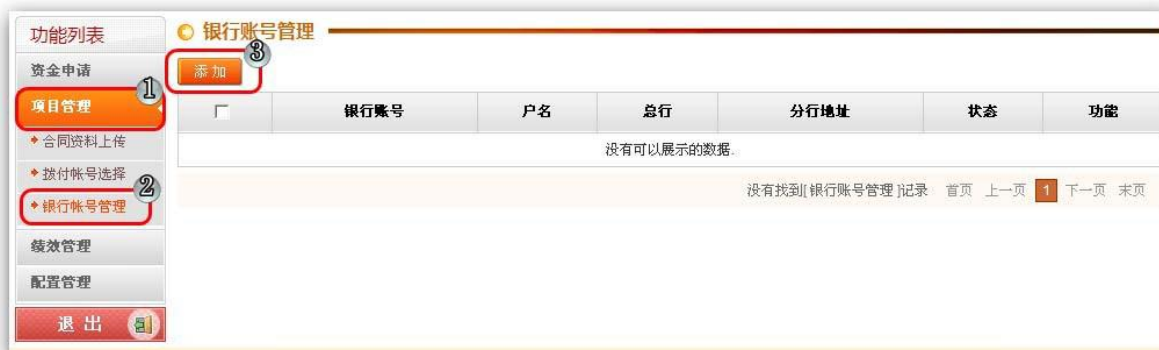 功能列表
资金申请
项目管理
1
合同资料上传
拨付帐号选择
银行帐号管理
2
绩效管理
配置管理
退 出
银行账号管理
3
添加
银行账号 户名 总行 分行地址 状态 功能
没有可以展示的数据.
没有找到[银行账号管理]记录 首页 上一页 1 下一页 末页